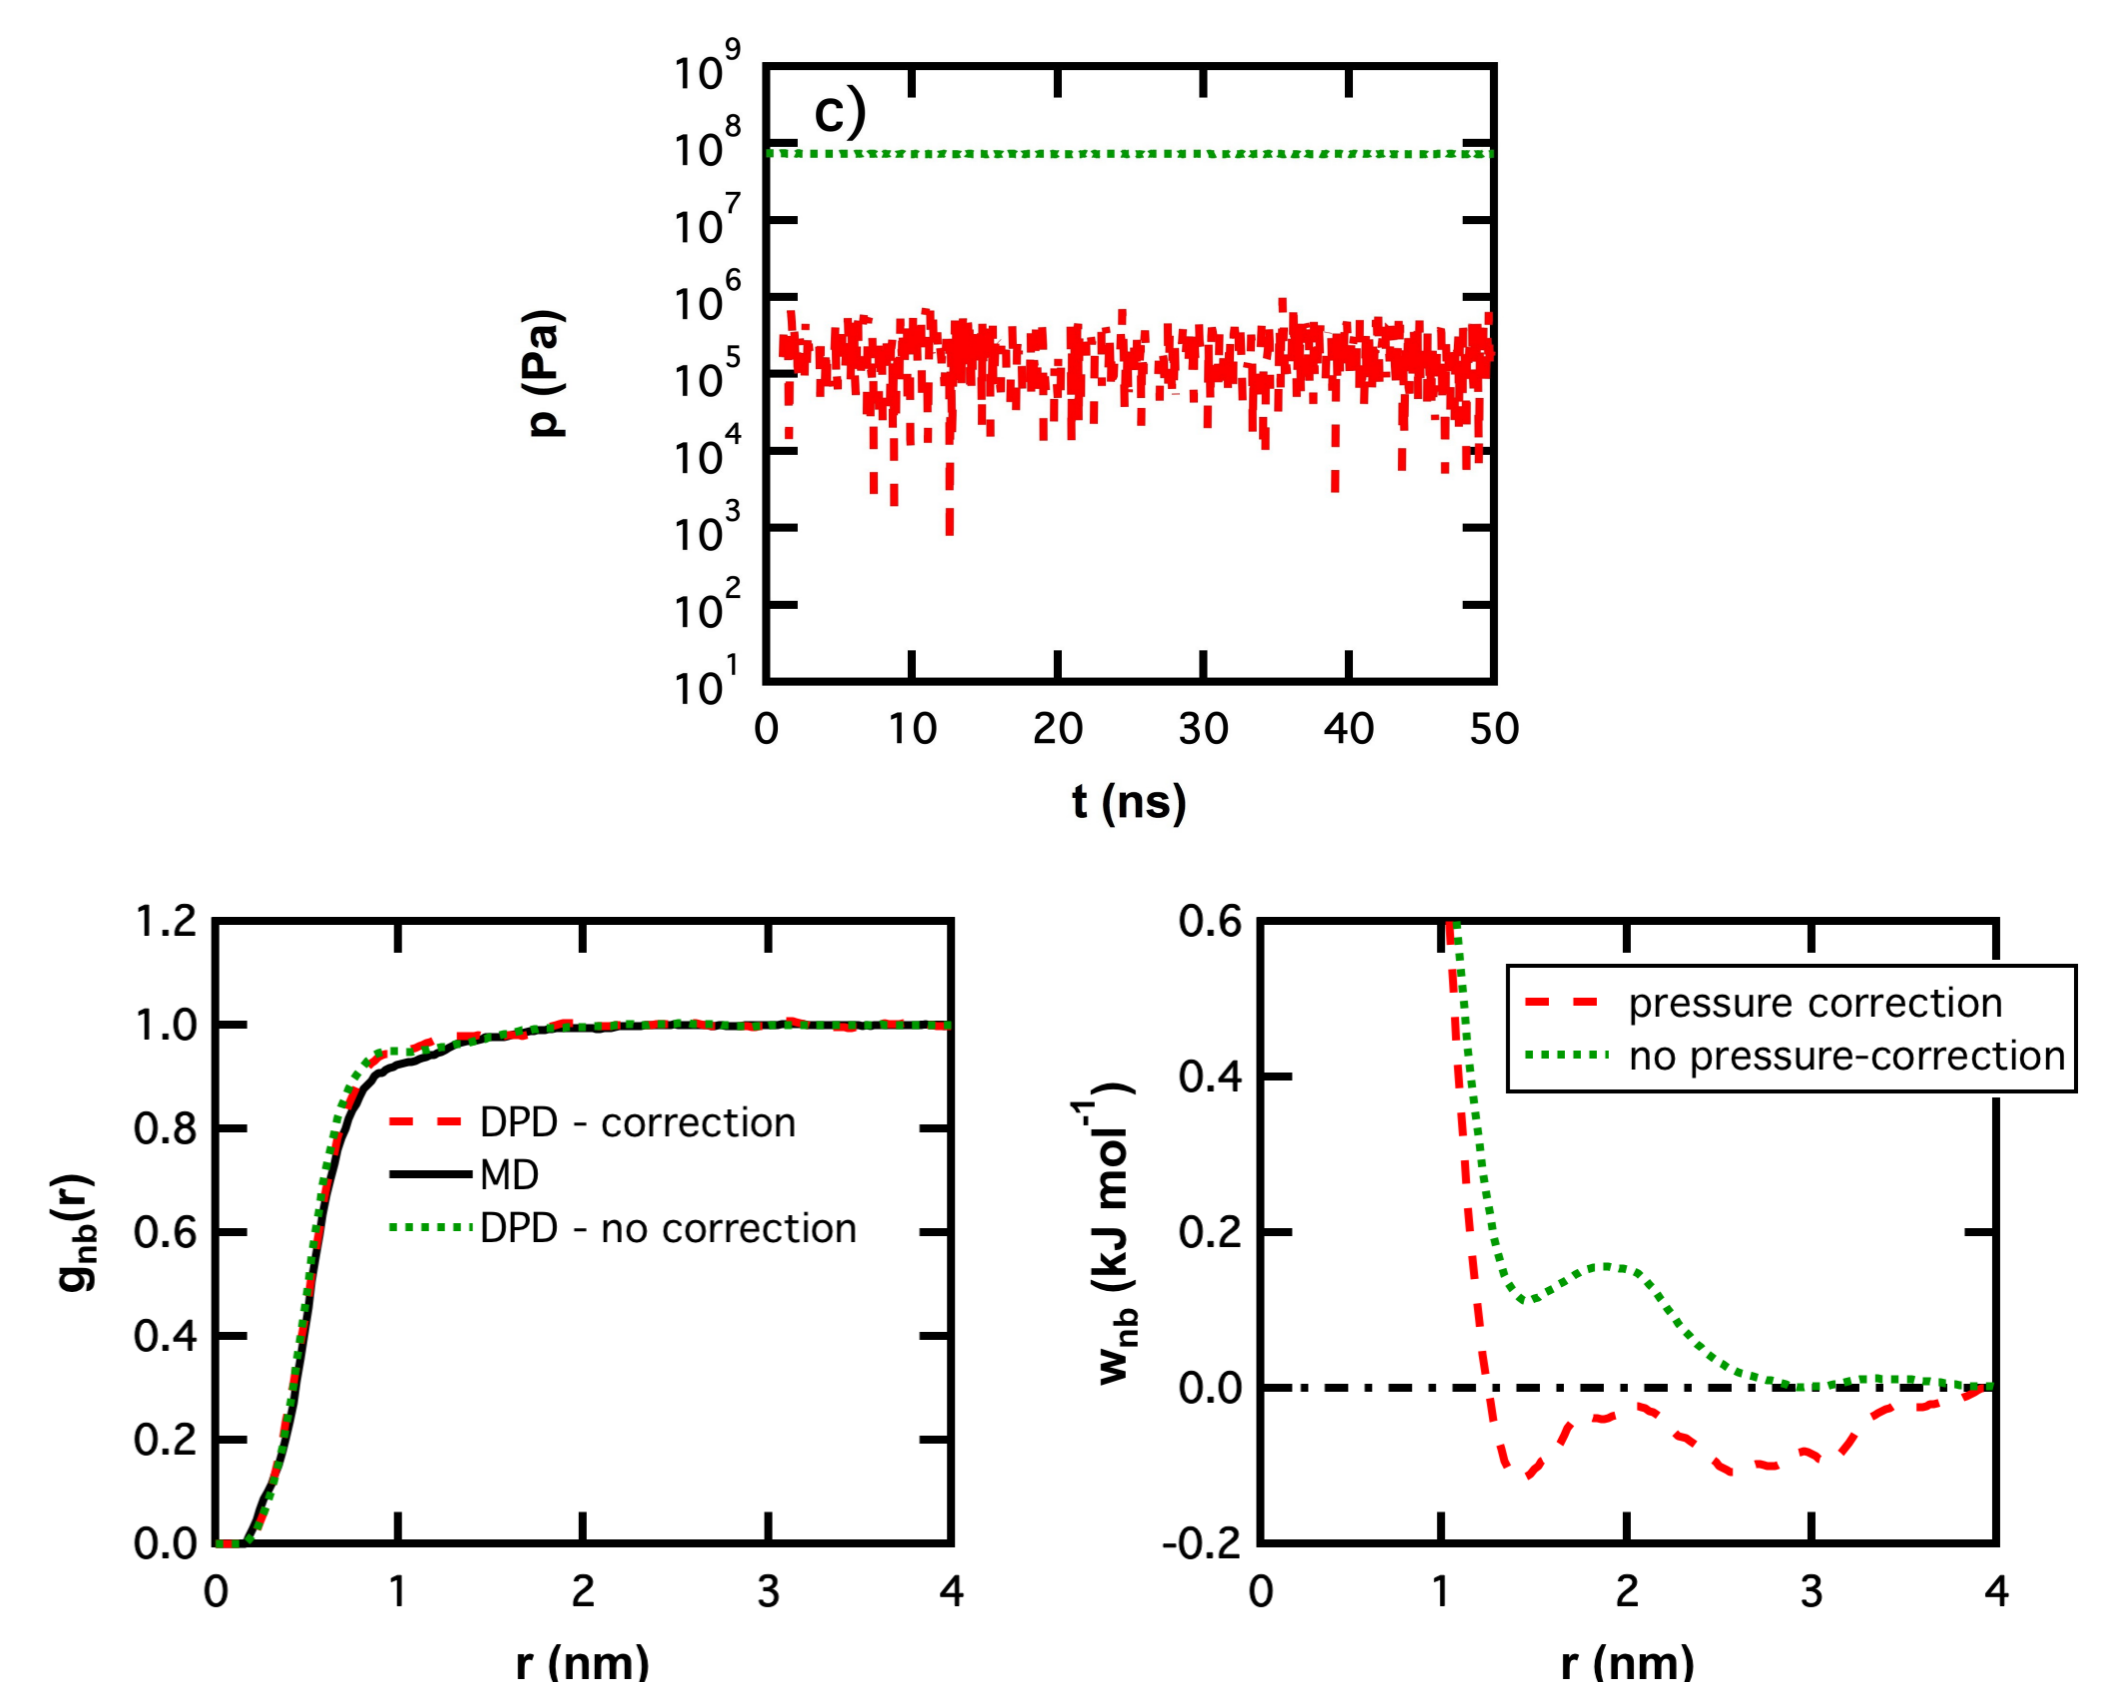 c)
10^9
10^8
10^7
10^6
10^5
10^4
10^3
10^2
10^1
p (Pa)
0 10 20 30 40 50
t (ns)
1.2
1.0
0.8
0.6
0.4
0.2
0.0
g_nb(r)
DPD - correction
MD
DPD - no correction
0 1 2 3 4
r (nm)
0.6
0.4
0.2
0.0
-0.2
w_nb (kJ mol^-1)
pressure correction
no pressure-correction
0 1 2 3 4
r (nm)